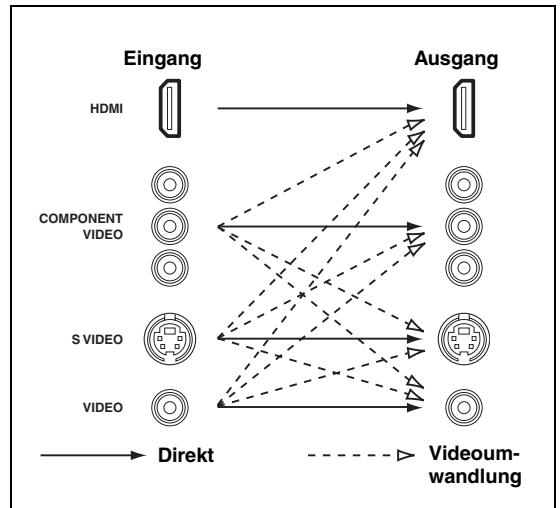 Eingang Ausgang
HDMI
COMPONENT
VIDEO
S VIDEO
VIDEO
Direkt
Videoum-
wandlung